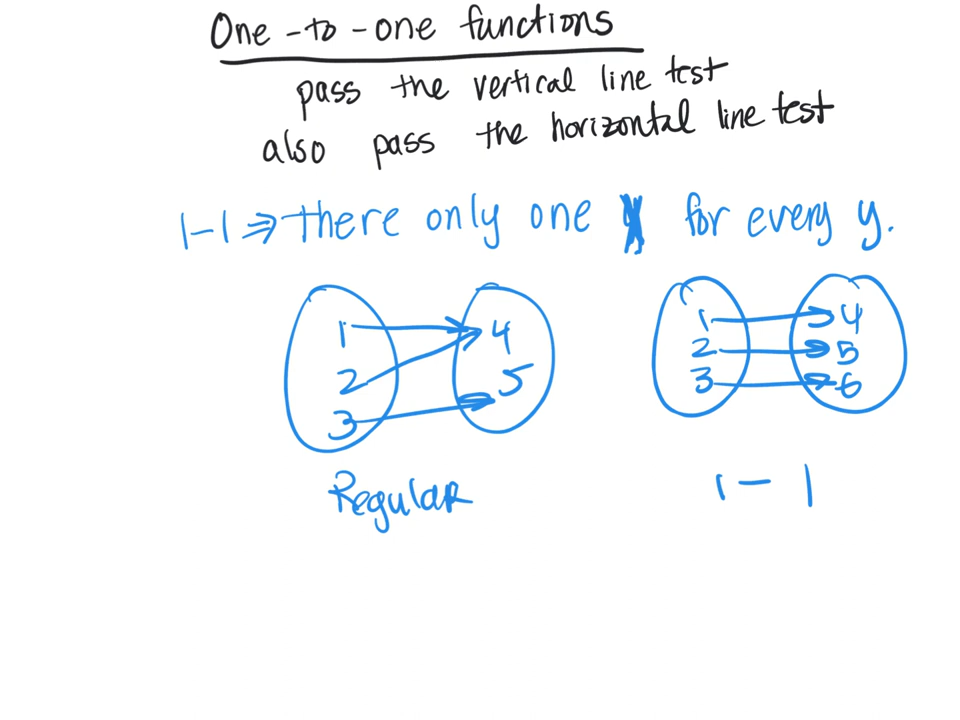 One-to-one functions
pass the vertical line test
also pass the horizontal line test
1-1 ⇒ there only one for every y.
1 4
2 5
3
1 4
2 5
3 6
Regular
1-1